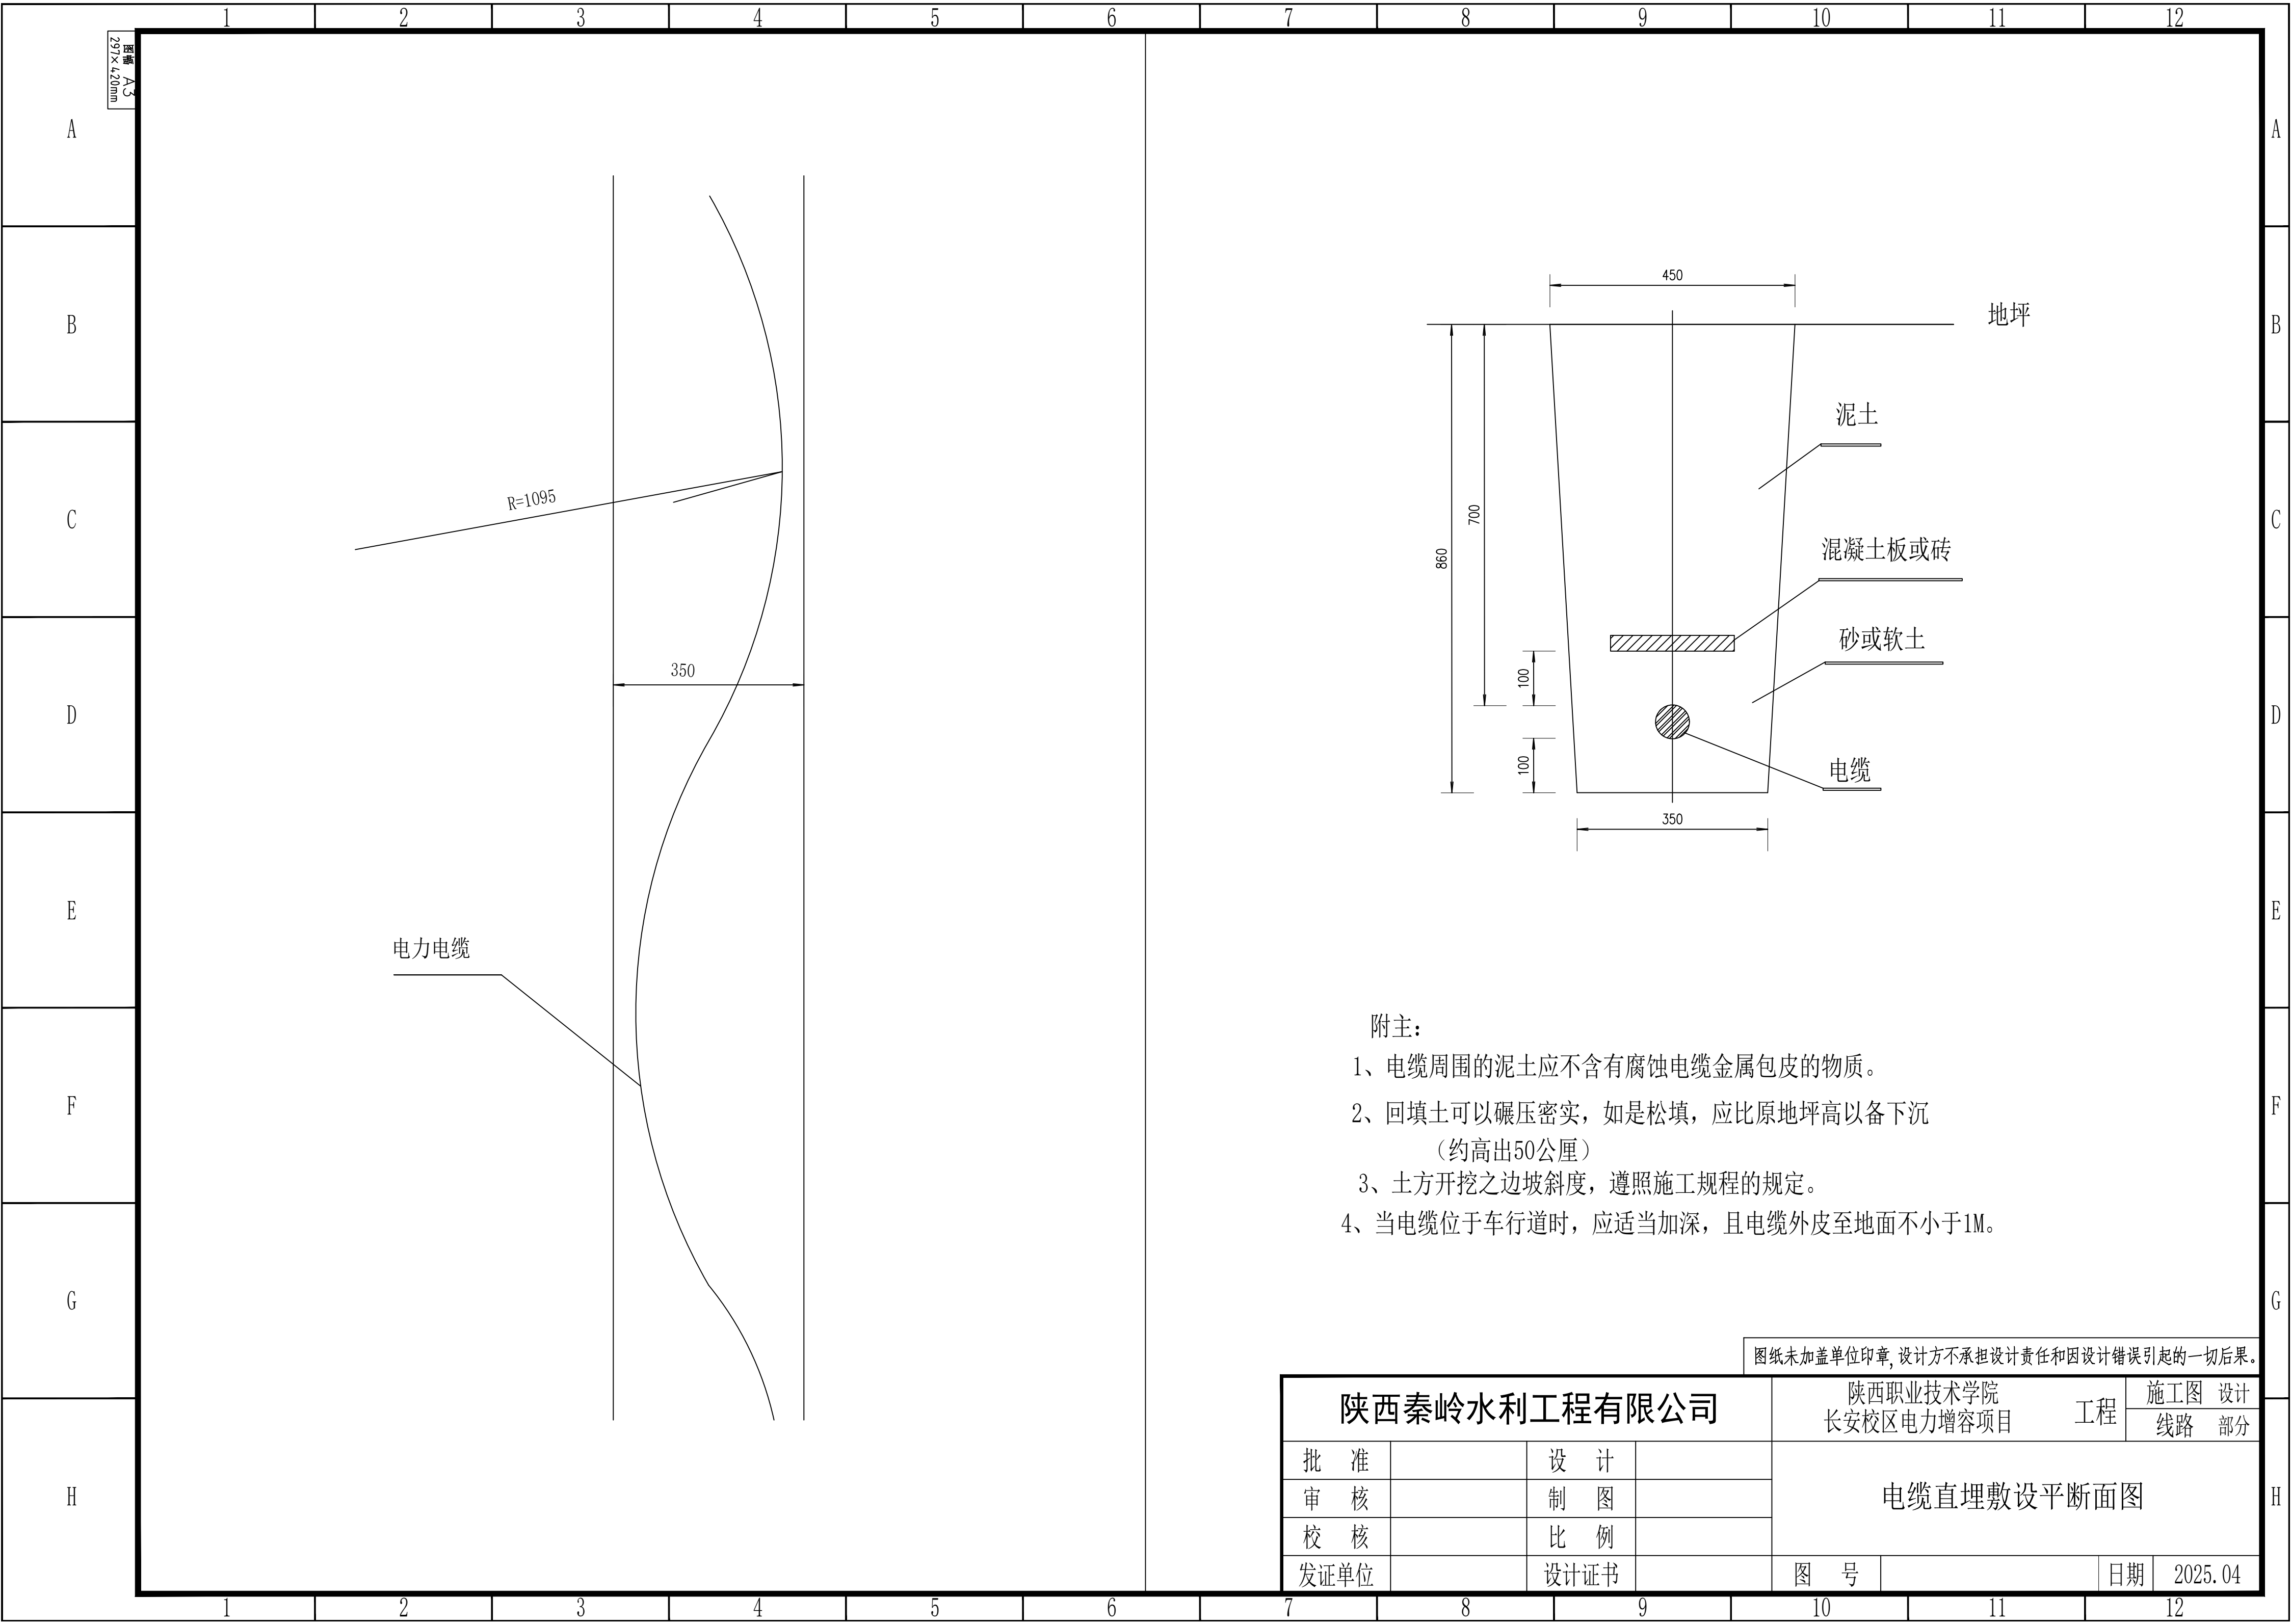 1 2 3 4 5 6 7 8 9 10 11 12
图幅 A3
297×420mm
A
B
C
D
E
F
G
H
R=1095
350
电力电缆
450
地坪
泥土
混凝土板或砖
砂或软土
电缆
700
860
100
100
350
附主:
1、电缆周围的泥土应不含有腐蚀电缆金属包皮的物质。
2、回填土可以碾压密实，如是松填，应比原地坪高以备下沉
（约高出50公厘）
3、土方开挖之边坡斜度，遵照施工规程的规定。
4、当电缆位于车行道时，应适当加深，且电缆外皮至地面不小于1M。
图纸未加盖单位印章,设计方不承担设计责任和因设计错误引起的一切后果。
陕西秦岭水利工程有限公司
陕西职业技术学院
长安校区电力增容项目 工程
施工图 设计
线路 部分
批 准 设 计
审 核 制 图
校 核 比 例
发证单位 设计证书
电缆直埋敷设平断面图
图 号 日期 2025.04
A
B
C
D
E
F
G
H
1 2 3 4 5 6 7 8 9 10 11 12